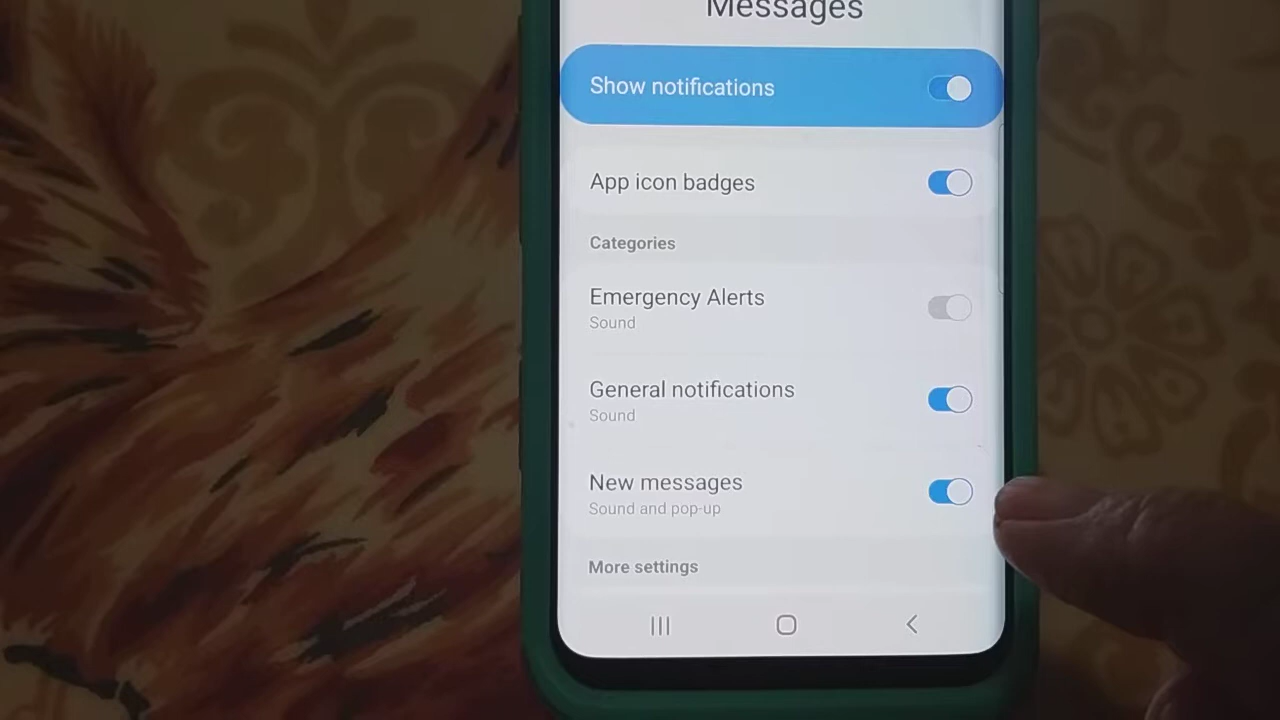 Messages
Show notifications
App icon badges
Categories
Emergency Alerts
Sound
General notifications
Sound
New messages
Sound and pop-up
More settings